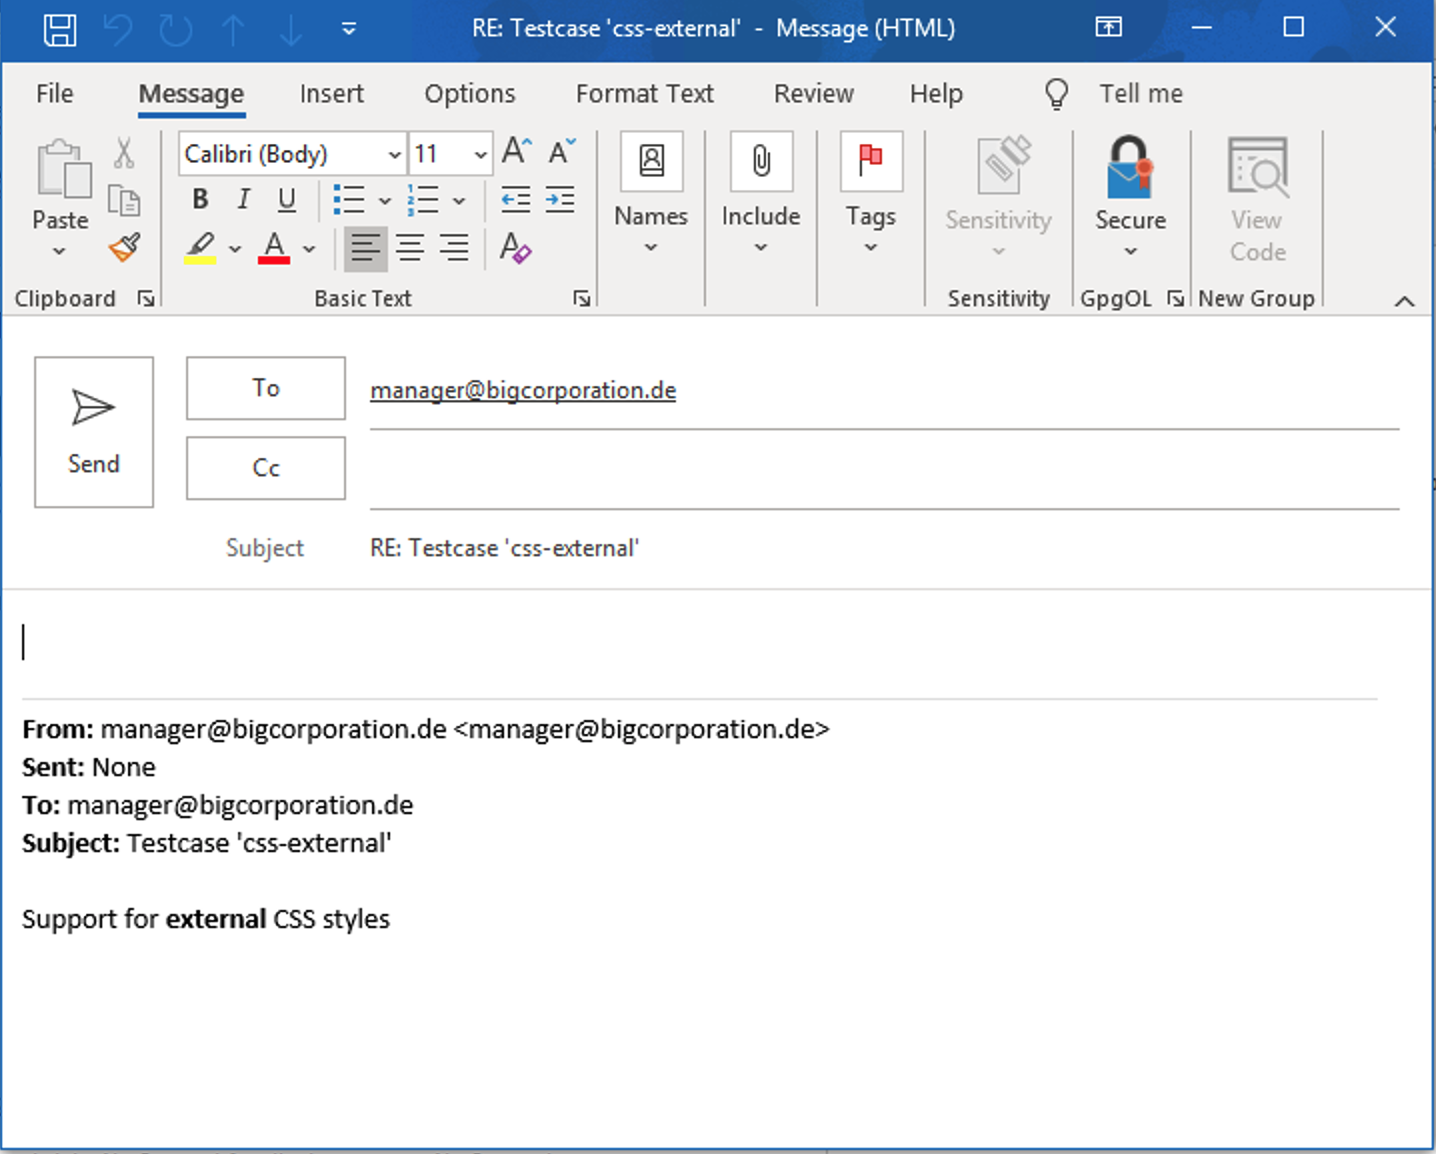 RE: Testcase 'css-external' - Message (HTML)
File Message Insert Options Format Text Review Help Tell me
Calibri (Body) 11 A A
Paste B I U Names Include Tags Sensitivity Secure View Code
A A
Clipboard Basic Text Sensitivity GpgOL New Group
Send To manager@bigcorporation.de
Cc
Subject RE: Testcase 'css-external'
From: manager@bigcorporation.de <manager@bigcorporation.de>
Sent: None
To: manager@bigcorporation.de
Subject: Testcase 'css-external'
Support for external CSS styles